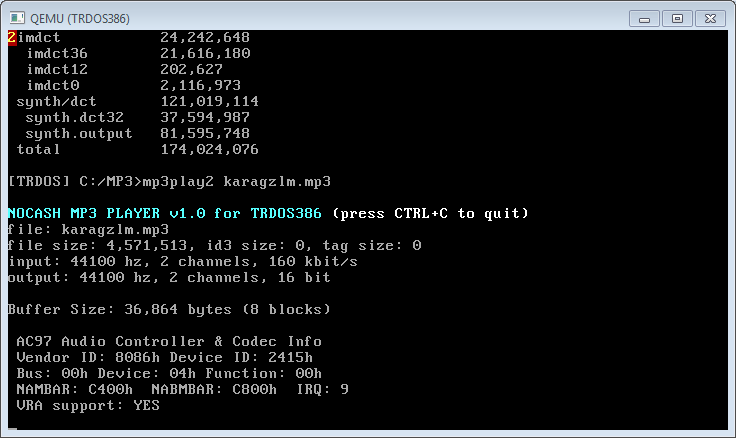 QEMU (TRDOS386)
2imdct 24,242,648
imdct36 21,616,180
imdct12 202,627
imdct0 2,116,973
synth/dct 121,019,114
synth.dct32 37,594,987
synth.output 81,595,748
total 174,024,076
[TRDOS] C:/MP3>mp3play2 karagzlm.mp3
NOCASH MP3 PLAYER v1.0 for TRDOS386 (press CTRL+C to quit)
file: karagzlm.mp3
file size: 4,571,513, id3 size: 0, tag size: 0
input: 44100 hz, 2 channels, 160 kbit/s
output: 44100 hz, 2 channels, 16 bit
Buffer Size: 36,864 bytes (8 blocks)
AC97 Audio Controller & Codec Info
Vendor ID: 8086h Device ID: 2415h
Bus: 00h Device: 04h Function: 00h
NAMBAR: C400h NABMBAR: C800h IRQ: 9
VRA support: YES